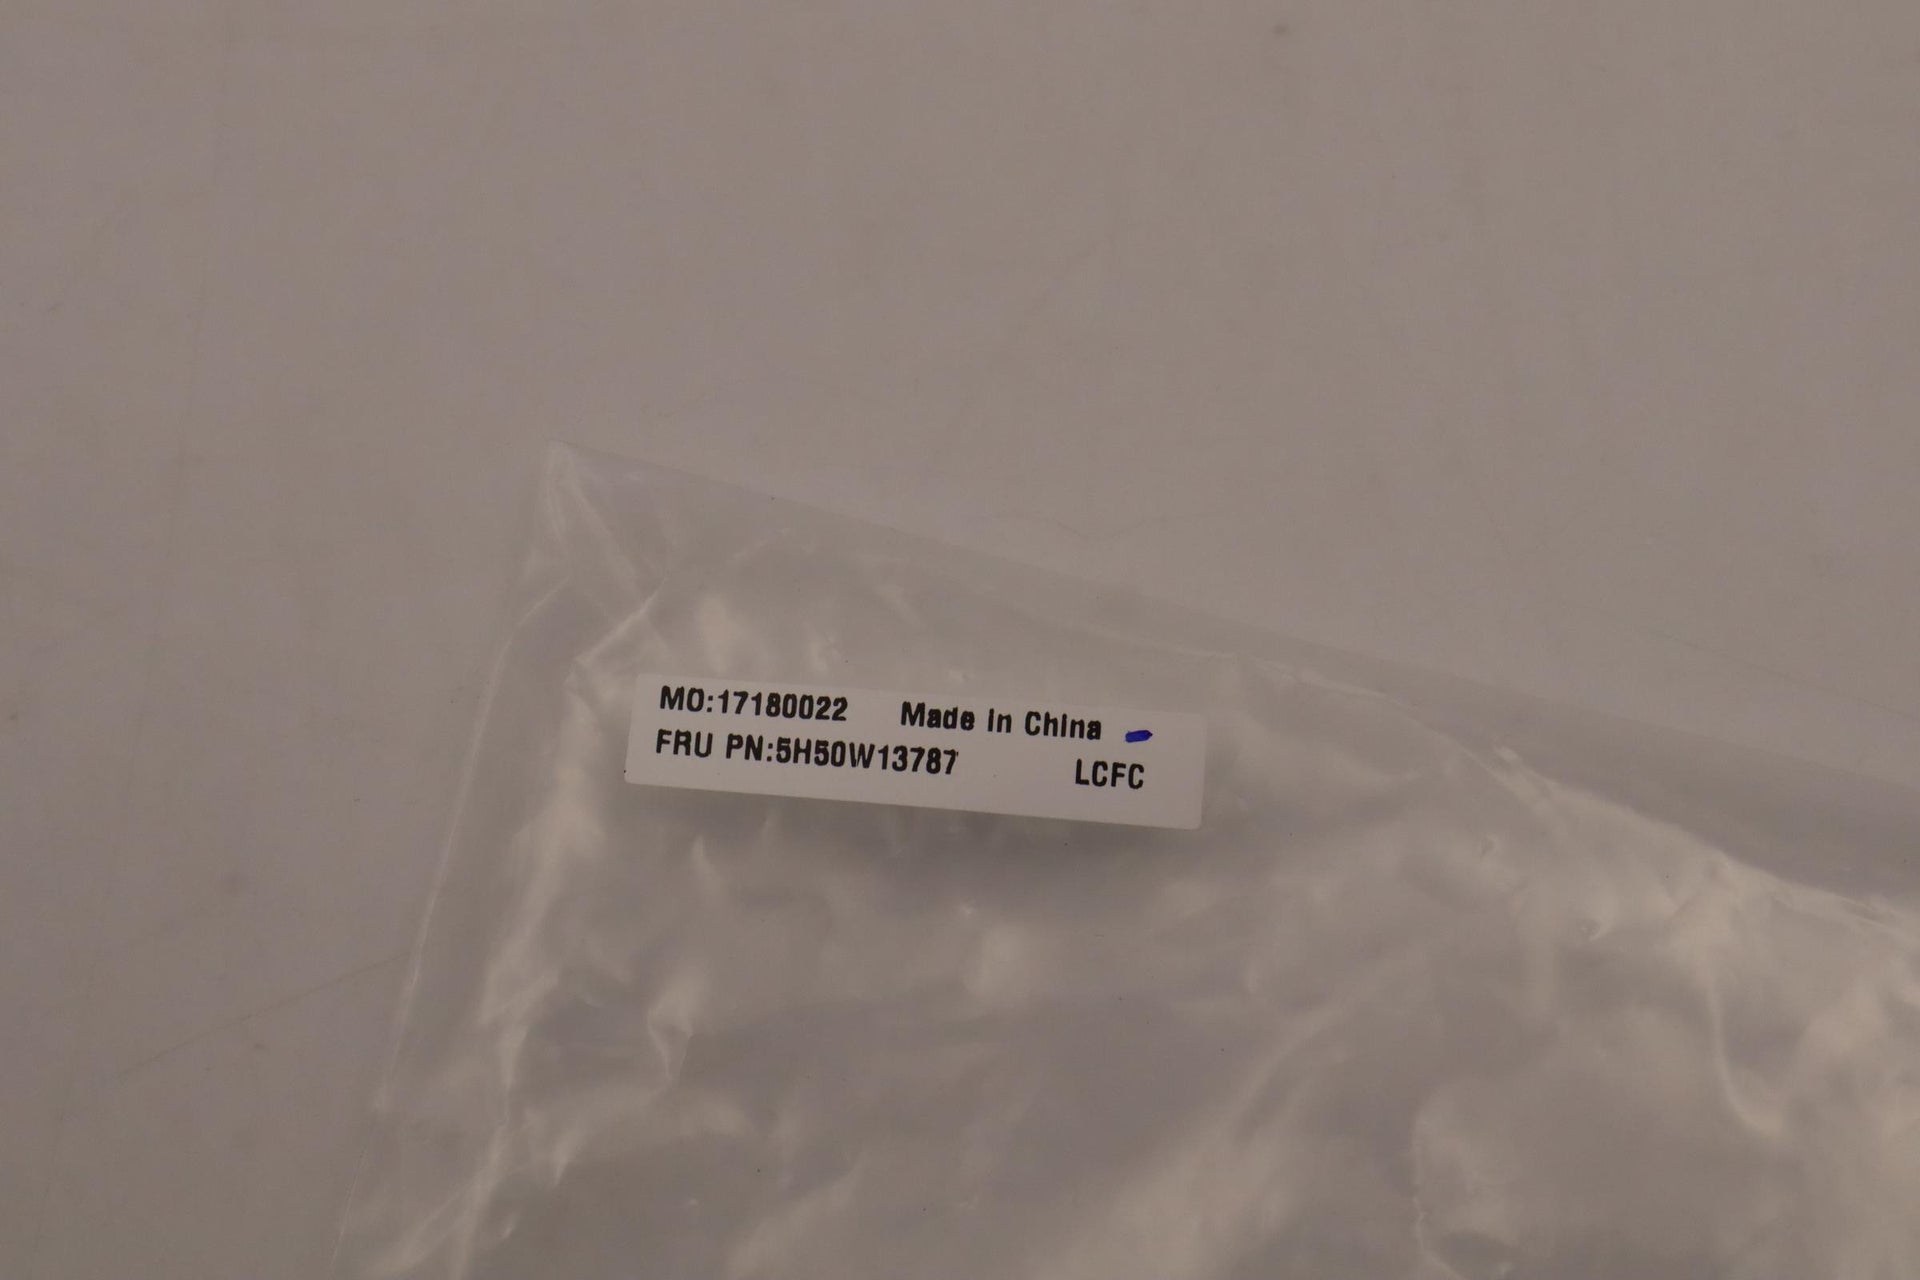 MO:17180022 Made in China
FRU PN:5H50W13787 LCFC